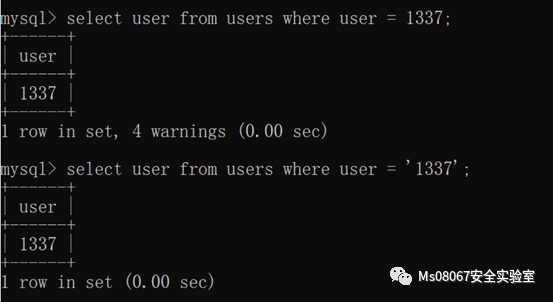 mysql> select user from users where user = 1337;
+------+
| user |
+------+
| 1337 |
+------+
1 row in set, 4 warnings (0.00 sec)
mysql> select user from users where user = '1337';
+------+
| user |
+------+
| 1337 |
+------+
1 row in set (0.00 sec)
Ms08067安全实验室